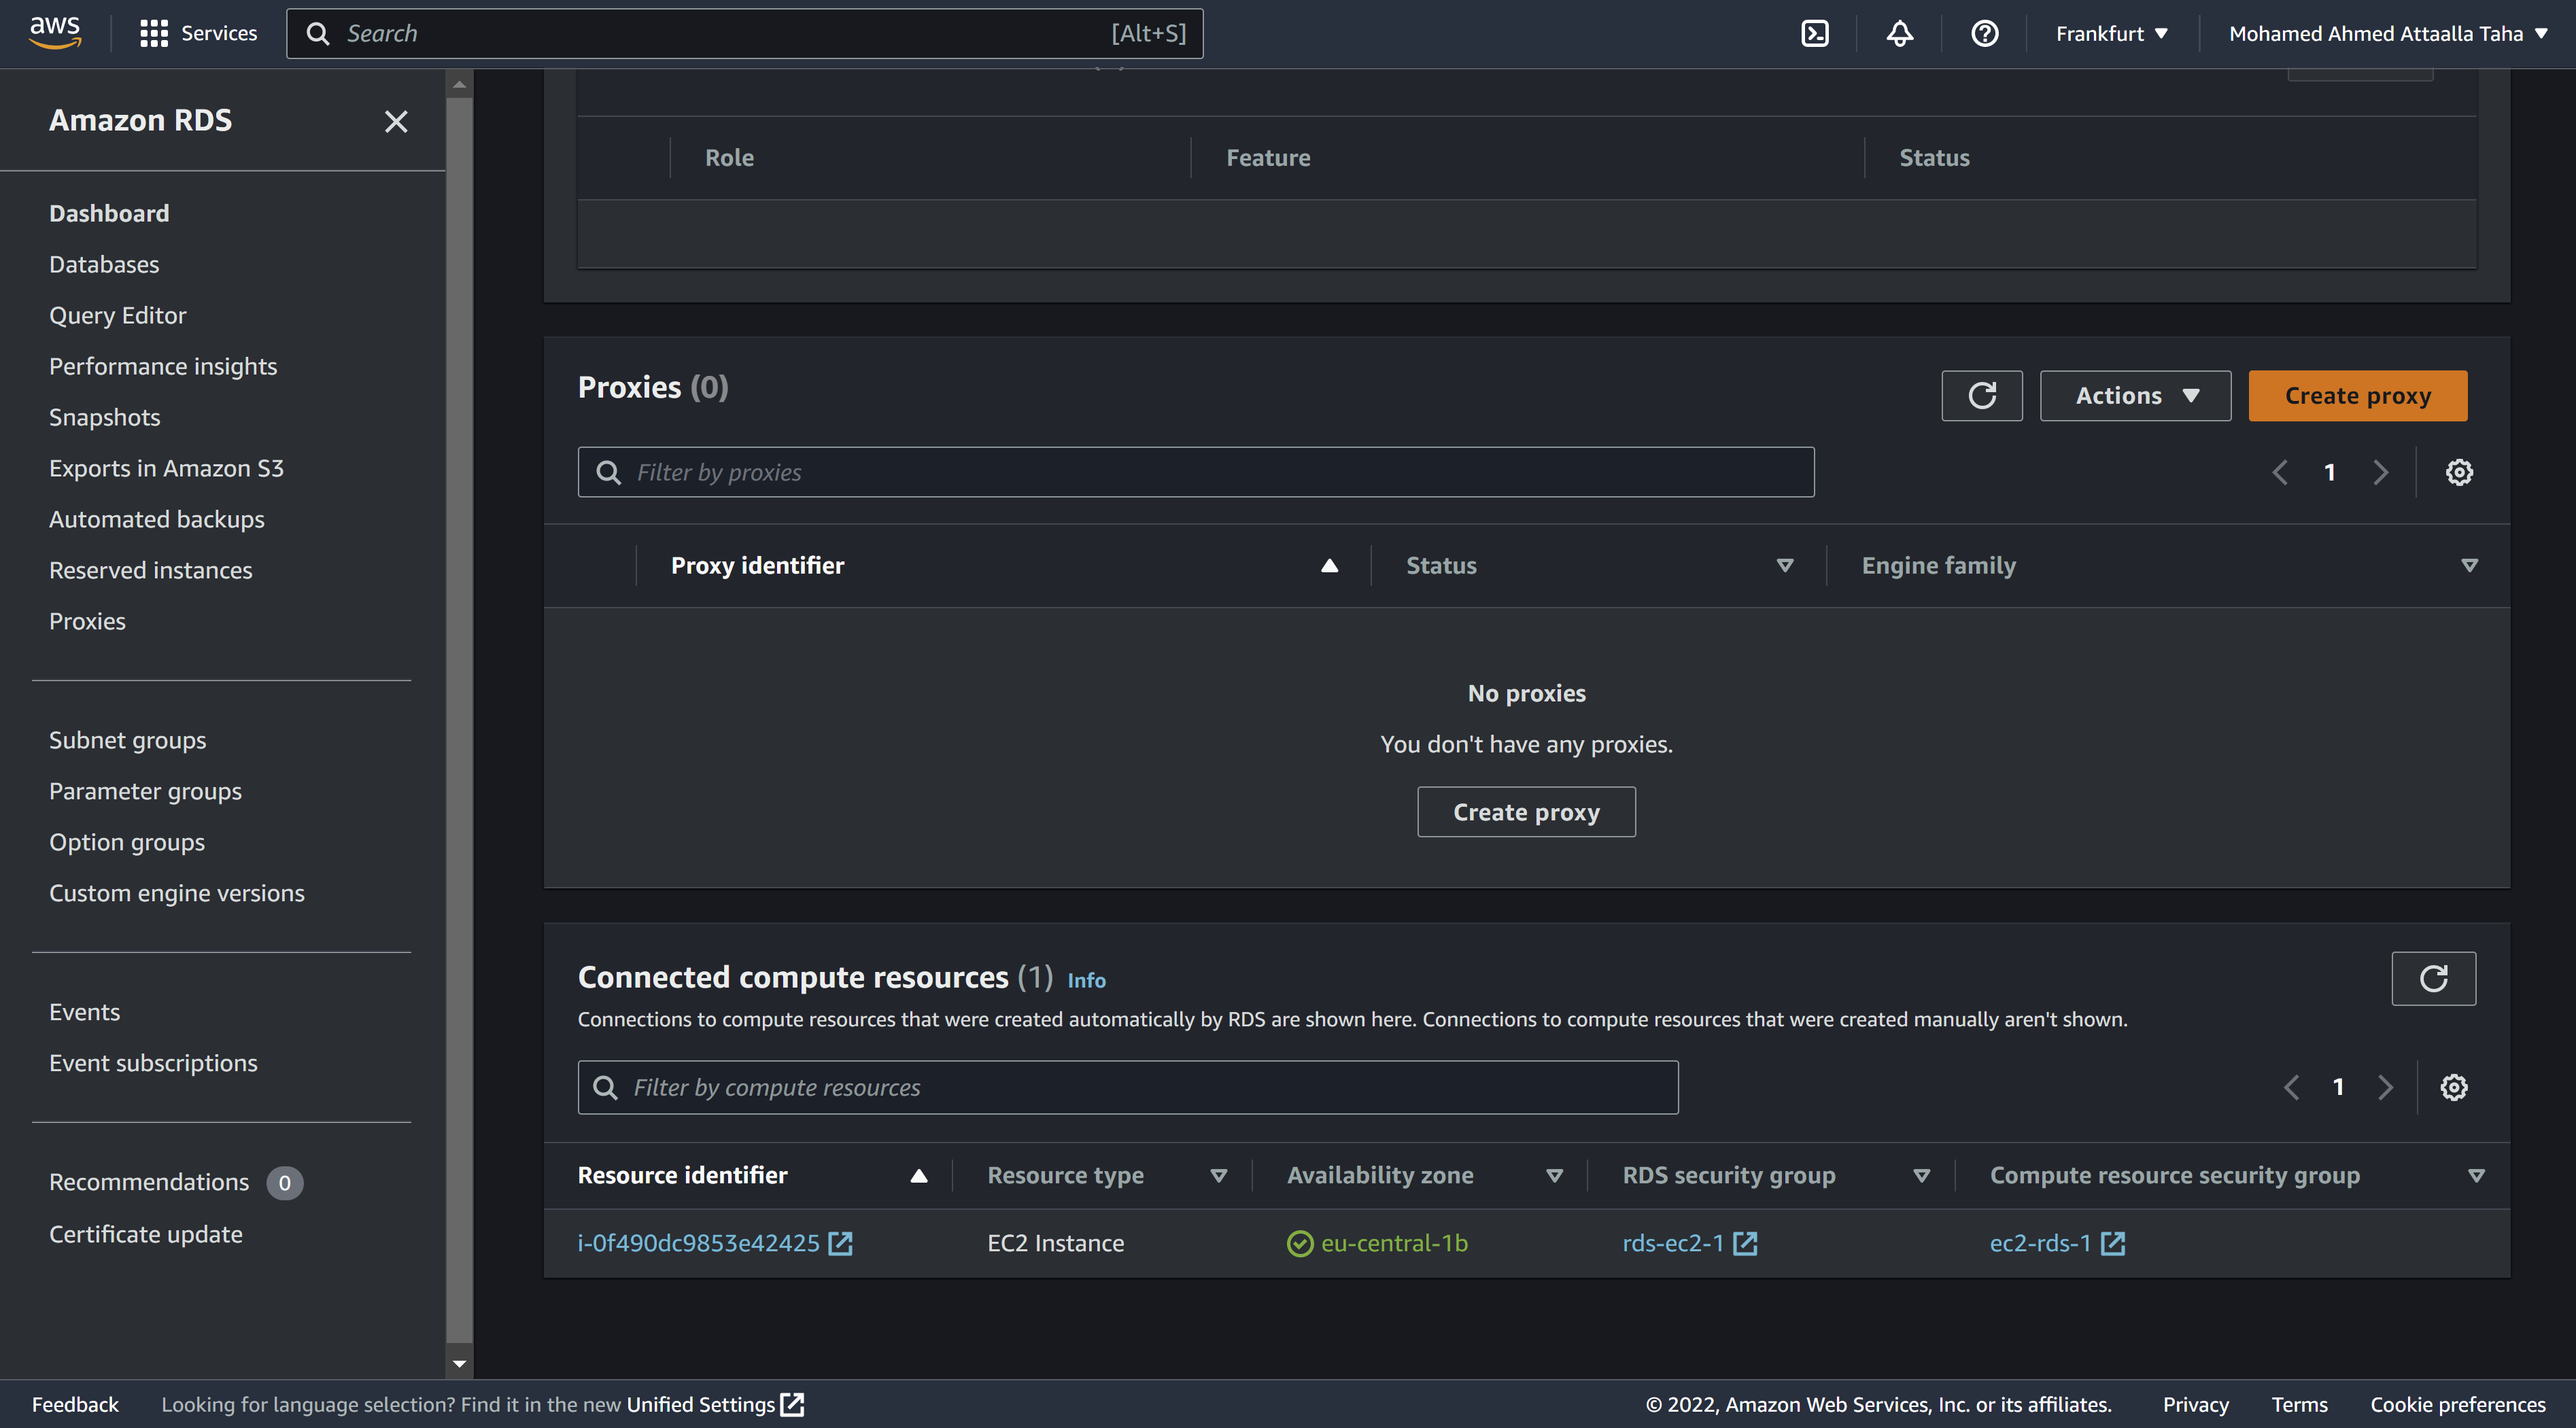 aws
Services
Search
[Alt+S]
Frankfurt
Mohamed Ahmed Attaalla Taha
Amazon RDS
Dashboard
Databases
Query Editor
Performance insights
Snapshots
Exports in Amazon S3
Automated backups
Reserved instances
Proxies
Subnet groups
Parameter groups
Option groups
Custom engine versions
Events
Event subscriptions
Recommendations 0
Certificate update
Role Feature Status
Proxies (0)
Actions
Create proxy
Filter by proxies
1
Proxy identifier Status Engine family
No proxies
You don't have any proxies.
Create proxy
Connected compute resources (1) Info
Connections to compute resources that were created automatically by RDS are shown here. Connections to compute resources that were created manually aren't shown.
Filter by compute resources
1
Resource identifier Resource type Availability zone RDS security group Compute resource security group
i-0f490dc9853e42425 EC2 Instance eu-central-1b rds-ec2-1 ec2-rds-1
Feedback Looking for language selection? Find it in the new Unified Settings © 2022, Amazon Web Services, Inc. or its affiliates. Privacy Terms Cookie preferences